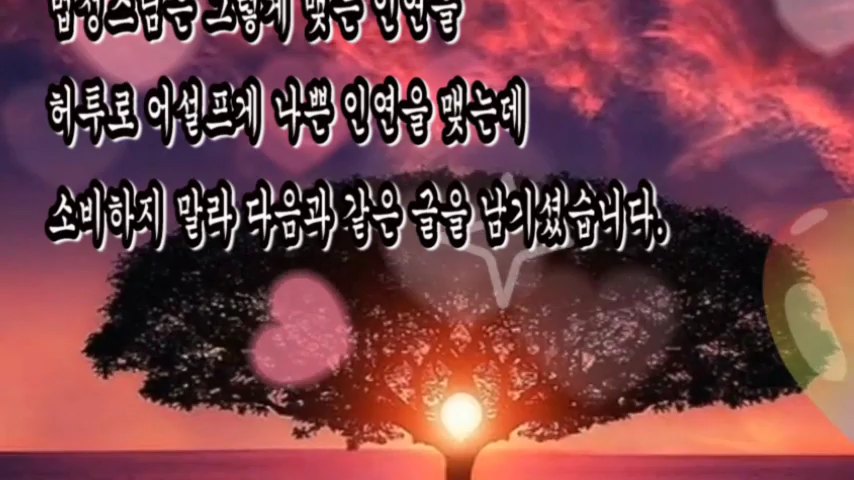 법정스님은 그렇게 맺는 인연을
허투로 어설프게 나쁜 인연을 맺는데
소비하지 말라 다음과 같은 글을 남기셨습니다.